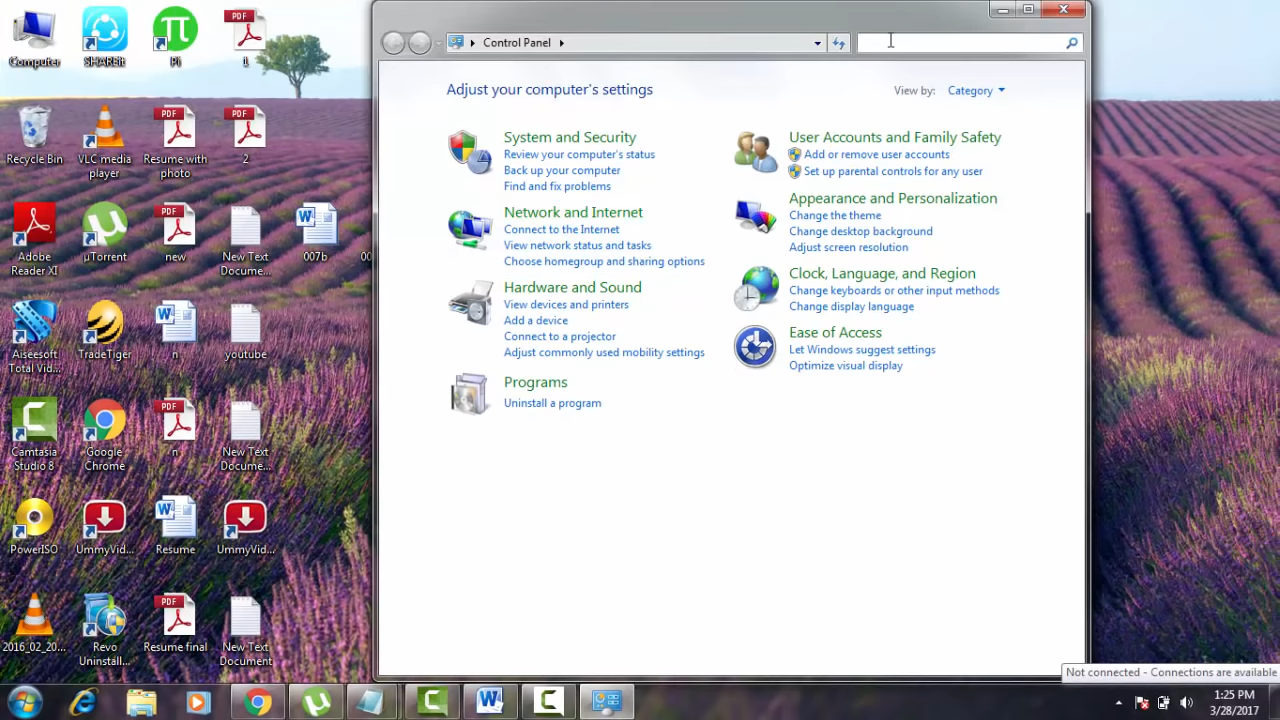 Computer
SHAREit
Pi
PDF
1
Recycle Bin
VLC media
player
PDF
Resume with
photo
PDF
2
Adobe
Reader XI
µTorrent
PDF
new
New Text
Docume...
007b
00
Aiseesoft
Total Vid...
TradeTiger
n
youtube
Camtasia
Studio 8
Google
Chrome
PDF
n
New Text
Docume...
PowerISO
UmmyVid...
Resume
UmmyVid...
2016_02_20...
Revo
Uninstall...
PDF
Resume final
New Text
Document
Control Panel
Adjust your computer's settings
View by: Category
System and Security
Review your computer's status
Back up your computer
Find and fix problems
Network and Internet
Connect to the Internet
View network status and tasks
Choose homegroup and sharing options
Hardware and Sound
View devices and printers
Add a device
Connect to a projector
Adjust commonly used mobility settings
Programs
Uninstall a program
User Accounts and Family Safety
Add or remove user accounts
Set up parental controls for any user
Appearance and Personalization
Change the theme
Change desktop background
Adjust screen resolution
Clock, Language, and Region
Change keyboards or other input methods
Change display language
Ease of Access
Let Windows suggest settings
Optimize visual display
Not connected - Connections are available
1:25 PM
3/28/2017